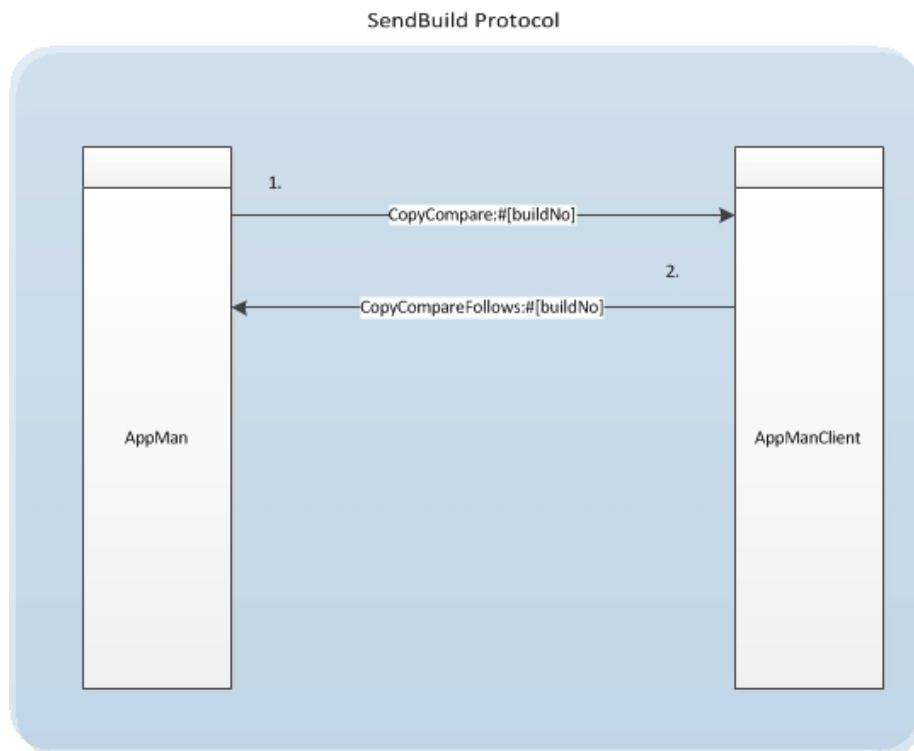 SendBuild Protocol
1.
CopyCompare:#[buildNo]
2.
CopyCompareFollows:#[buildNo]
AppMan
AppManClient